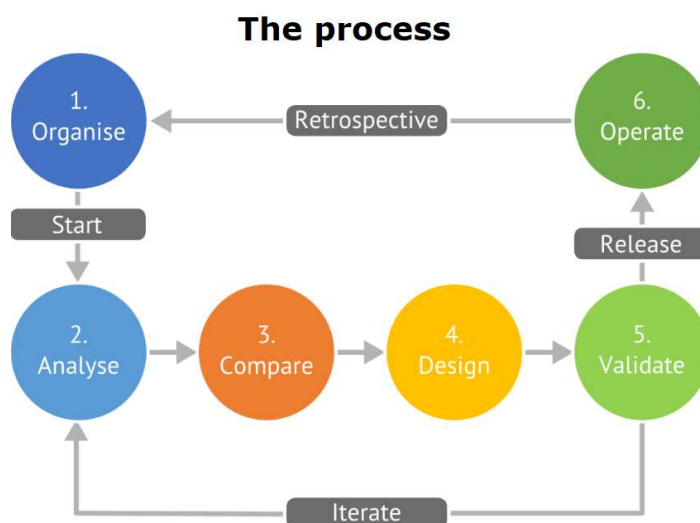 The process
1.
Organise
Retrospective
6.
Operate
Start
Release
2.
Analyse
3.
Compare
4.
Design
5.
Validate
Iterate